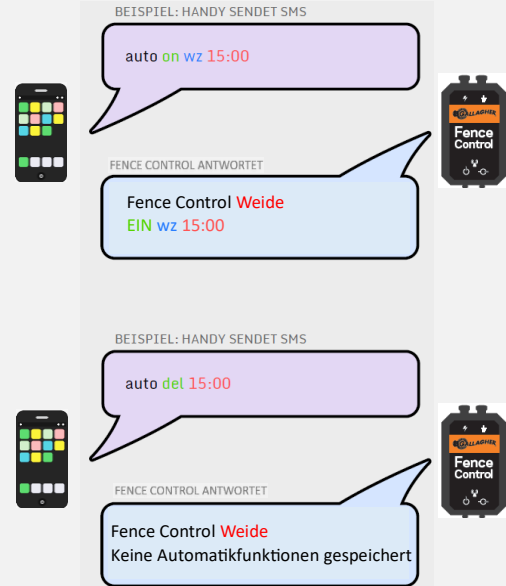 BEISPIEL: HANDY SENDET SMS
auto on wz 15:00
GALLAGHER
Fence
Control
FENCE CONTROL ANTWORTET
Fence Control Weide
EIN wz 15:00
BEISPIEL: HANDY SENDET SMS
auto del 15:00
GALLAGHER
Fence
Control
FENCE CONTROL ANTWORTET
Fence Control Weide
Keine Automatikfunktionen gespeichert